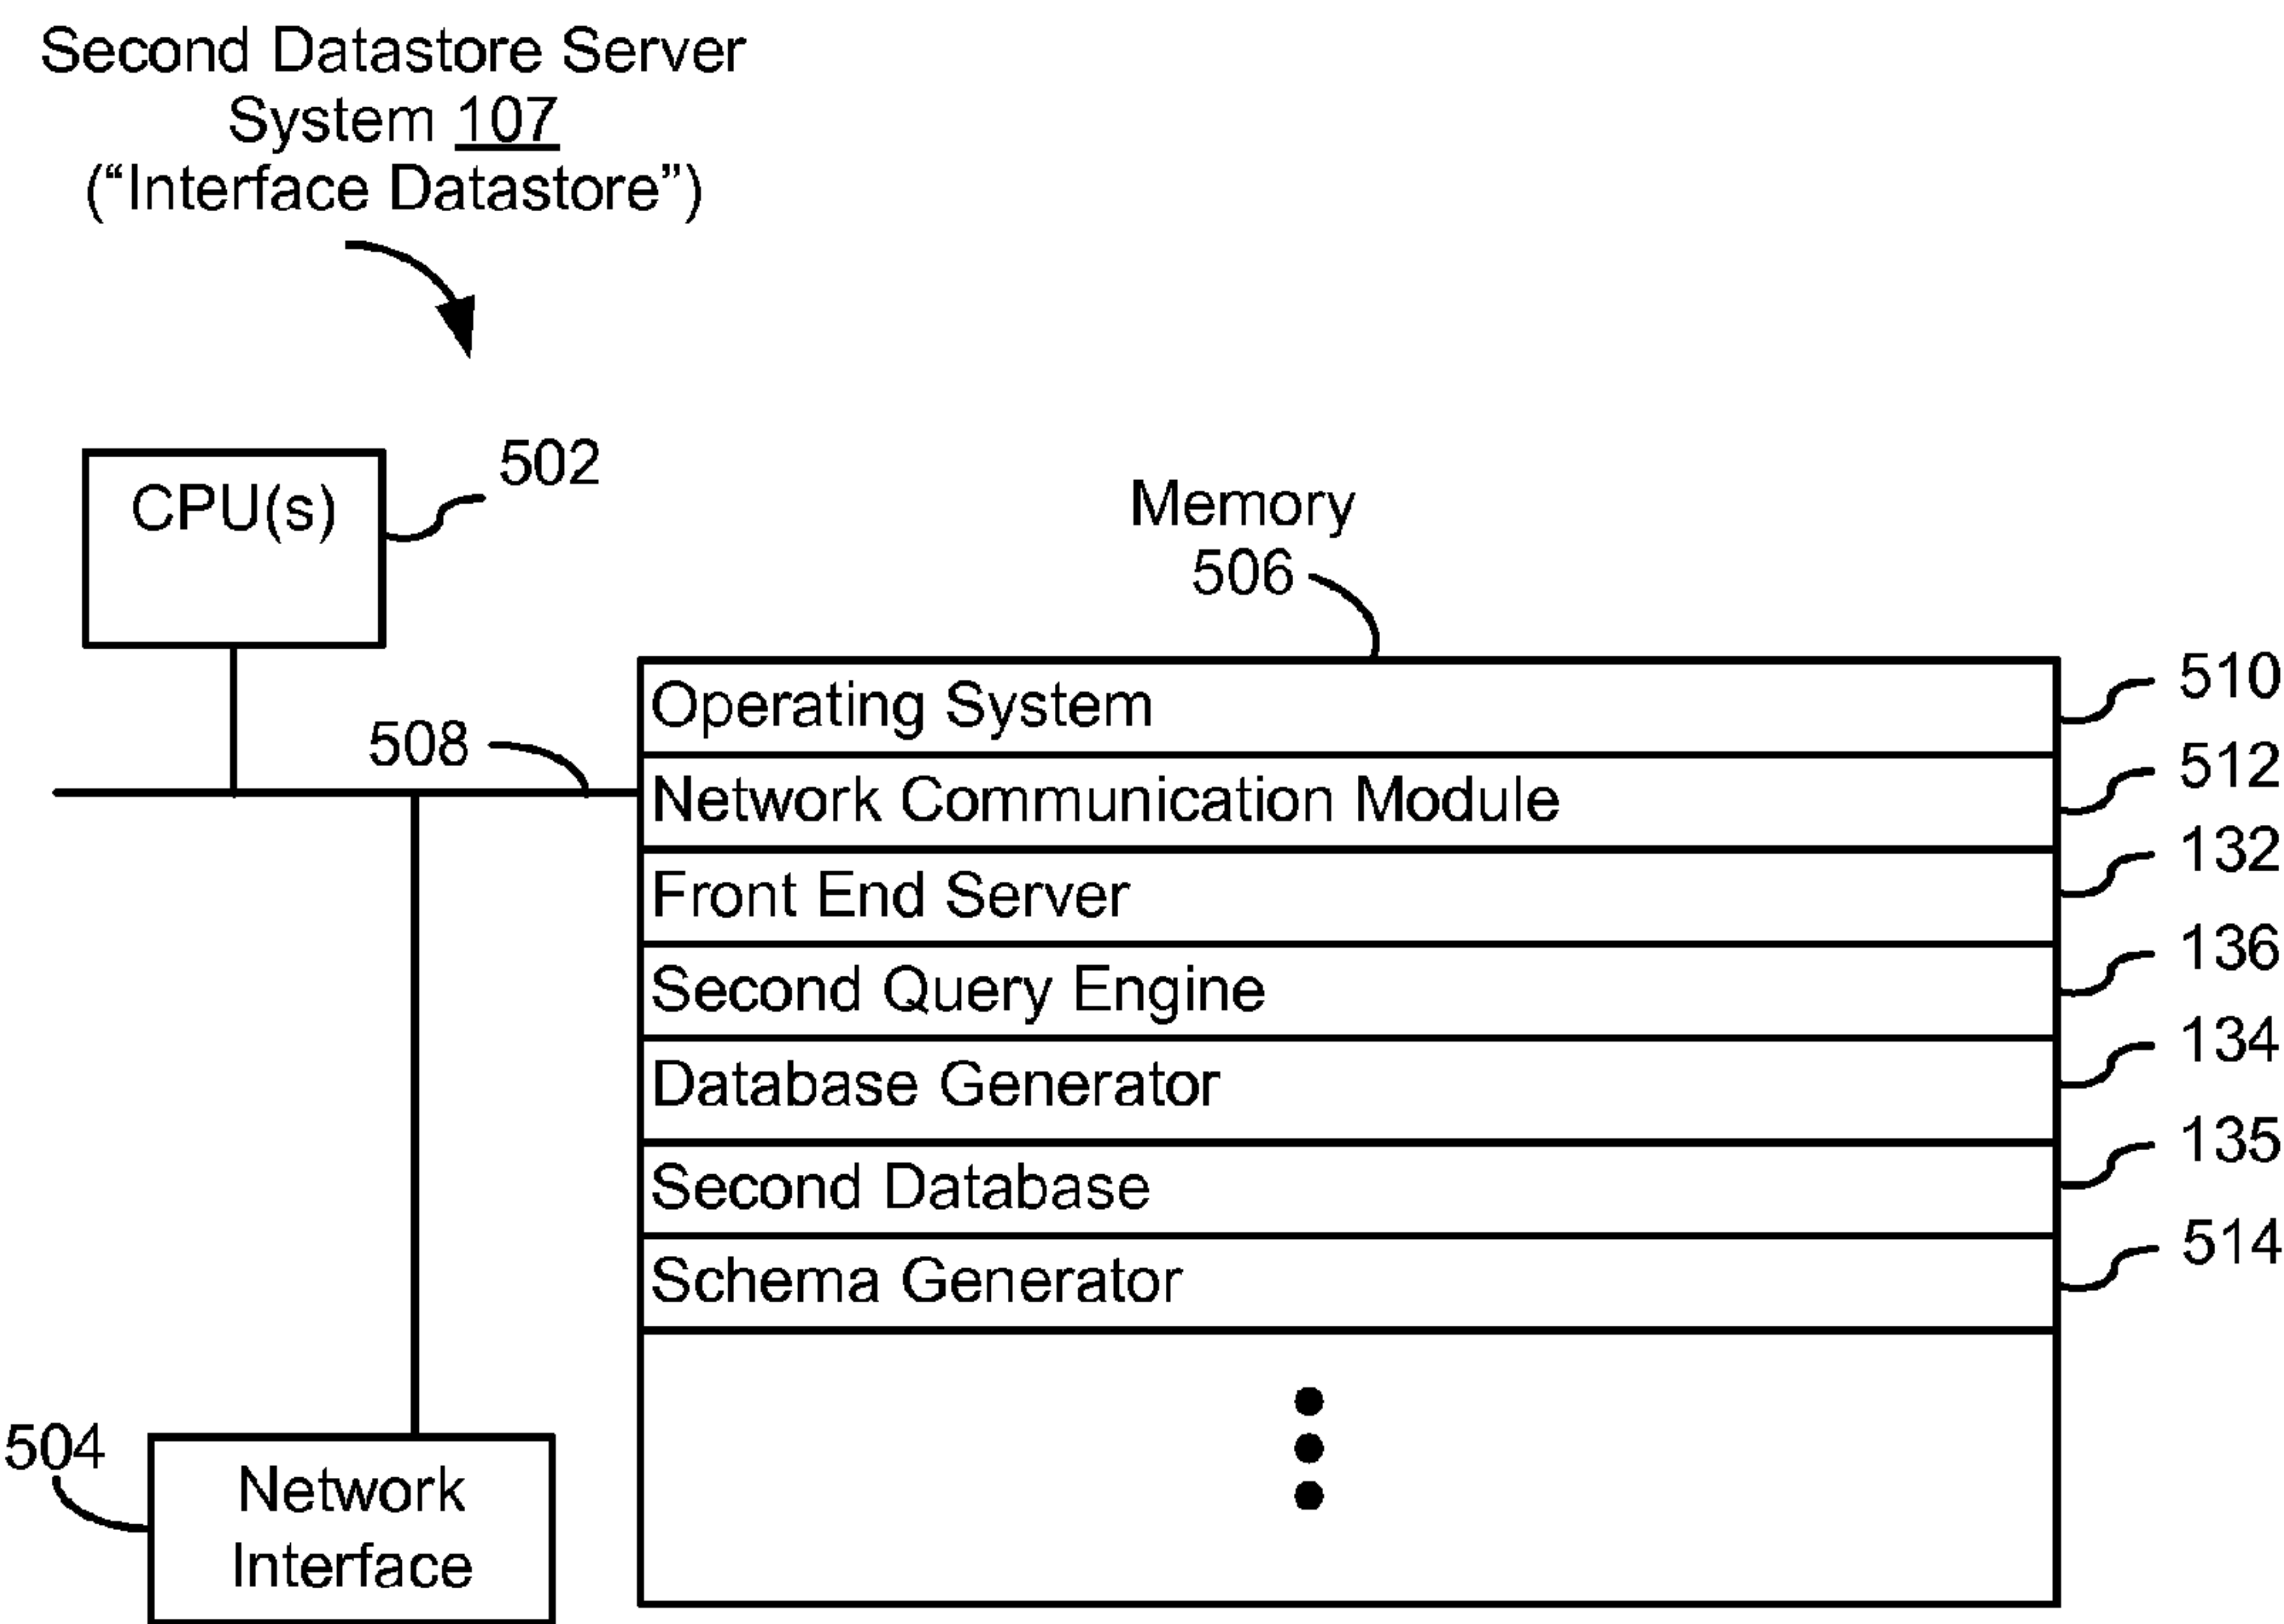 Second Datastore Server
System 107
(“Interface Datastore”)
CPU(s)
502
Memory
506
508
Operating System
510
Network Communication Module
512
Front End Server
132
Second Query Engine
136
Database Generator
134
Second Database
135
Schema Generator
514
504
Network
Interface